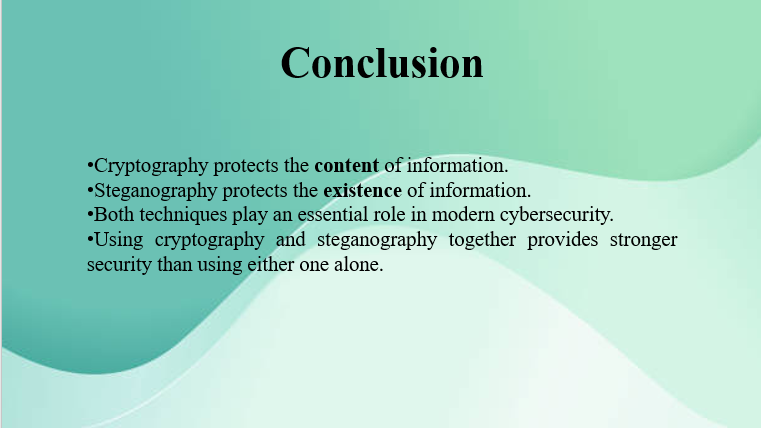 Conclusion
•Cryptography protects the content of information.
•Steganography protects the existence of information.
•Both techniques play an essential role in modern cybersecurity.
•Using cryptography and steganography together provides stronger
security than using either one alone.